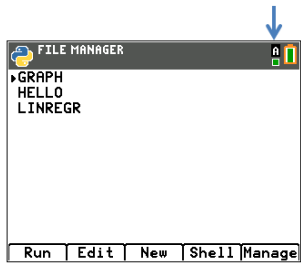 FILE MANAGER A
GRAPH
HELLO
LINREGR
Run Edit New Shell Manage